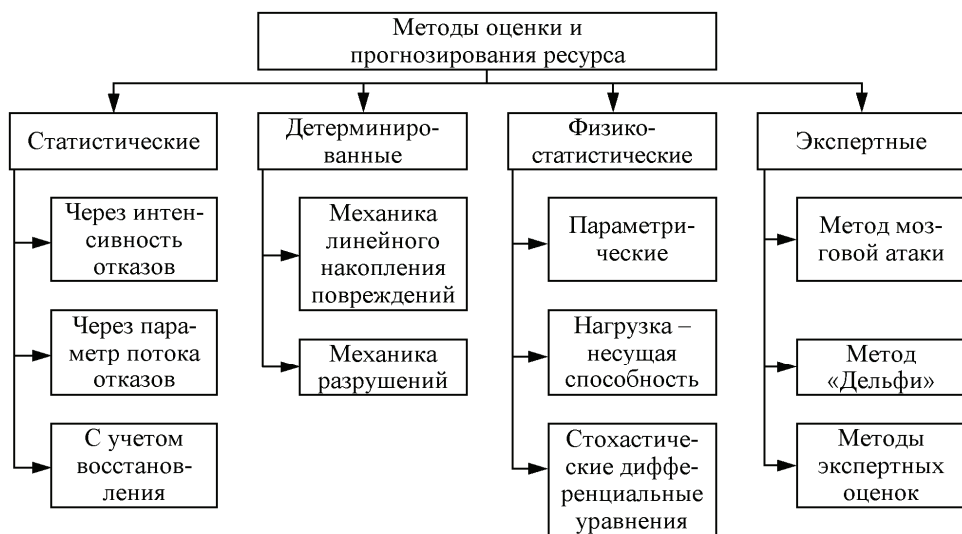 Методы оценки и
прогнозирования ресурса
Статистические
Через интен-
сивность
отказов
Через пара-
метр потока
отказов
С учетом
восстанов-
ления
Детерминиро-
ванные
Механика
линейного
накопления
повреждений
Механика
разрушений
Физико-
статистические
Параметри-
ческие
Нагрузка –
несущая
способность
Стохастиче-
ские диффе-
ренциальные
уравнения
Экспертные
Метод моз-
говой атаки
Метод
«Дельфи»
Методы
экспертных
оценок